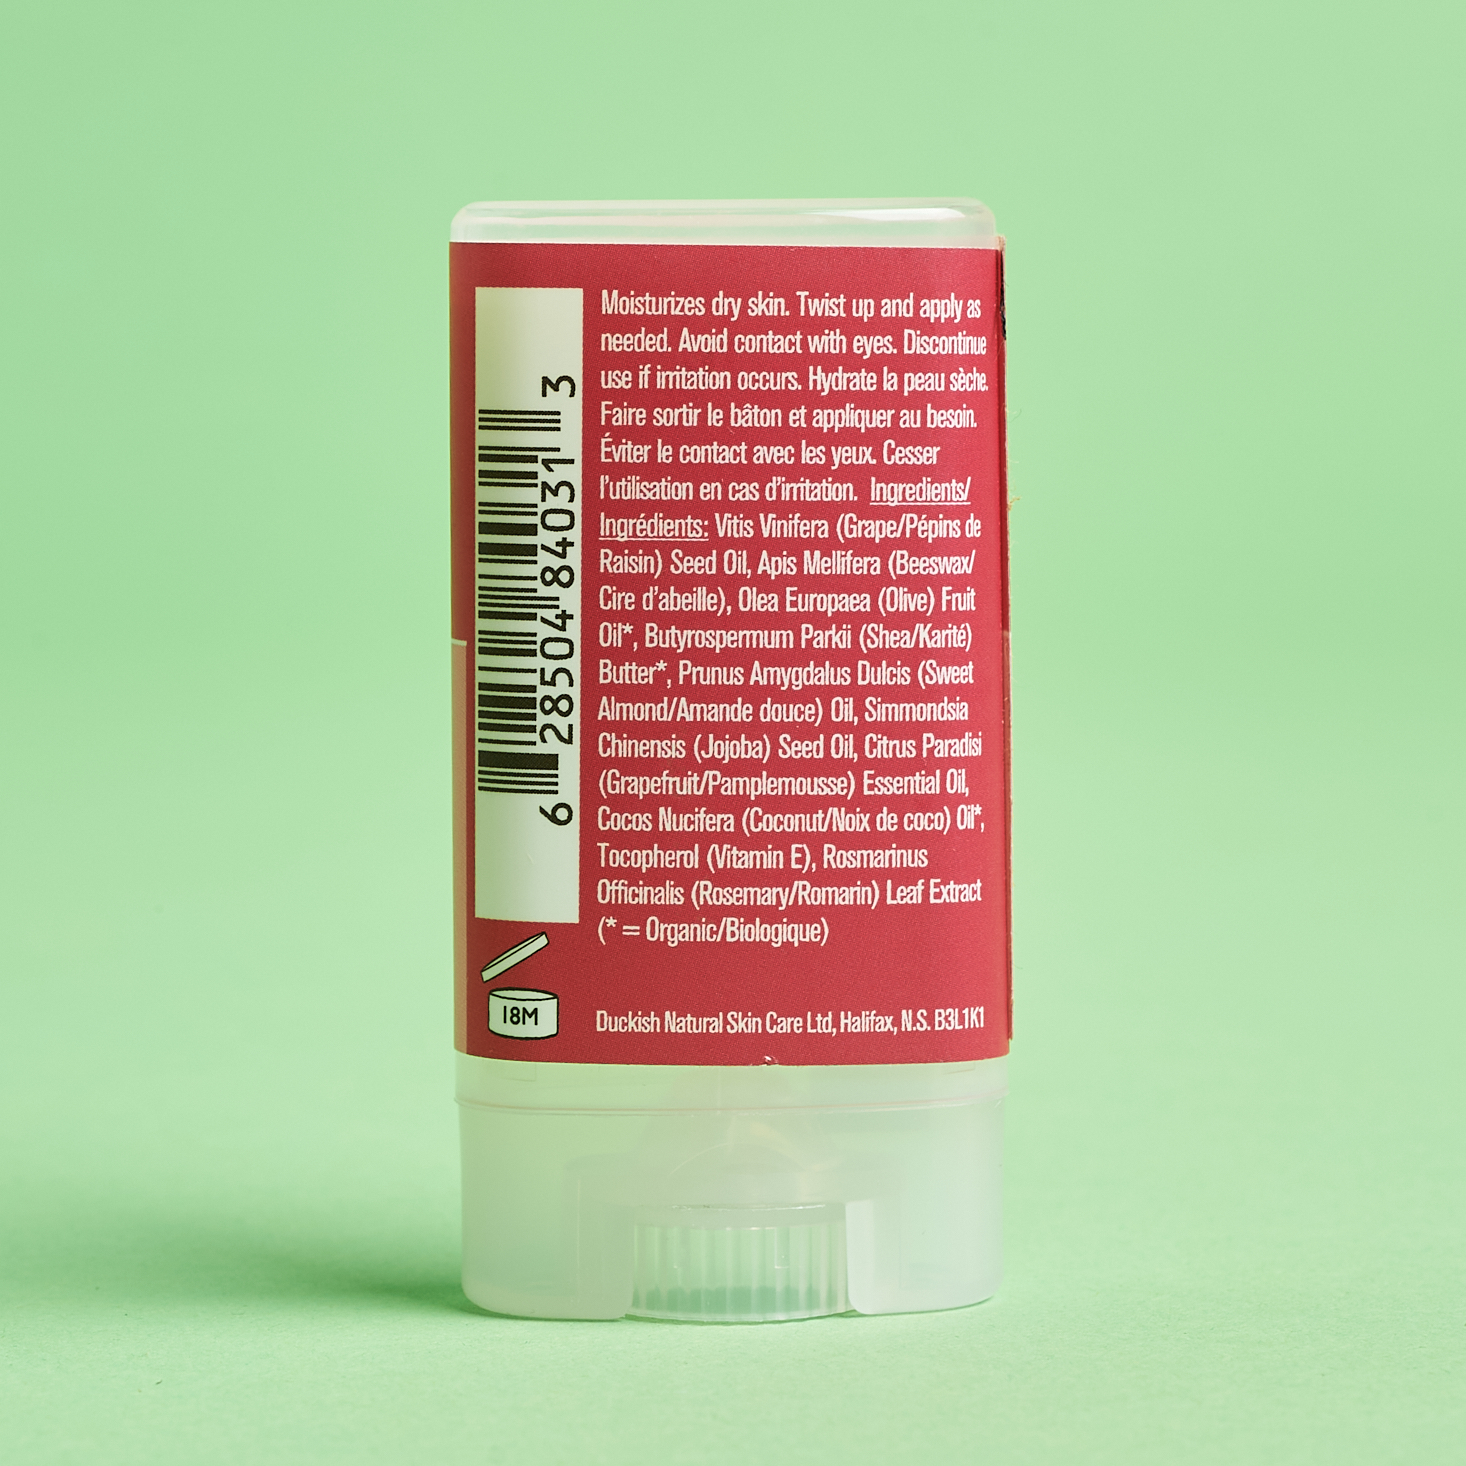 Moisturizes dry skin. Twist up and apply as
needed. Avoid contact with eyes. Discontinue
use if irritation occurs. Hydrate la peau sèche.
Faire sortir le bâton et appliquer au besoin.
Éviter le contact avec les yeux. Cesser
l'utilisation en cas d'irritation. Ingredients/
Ingrédients: Vitis Vinifera (Grape/Pépins de
Raisin) Seed Oil, Apis Mellifera (Beeswax/
Cire d'abeille), Olea Europaea (Olive) Fruit
Oil*, Butyrospermum Parkii (Shea/Karité)
Butter*, Prunus Amygdalus Dulcis (Sweet
Almond/Amande douce) Oil, Simmondsia
Chinensis (Jojoba) Seed Oil, Citrus Paradisi
(Grapefruit/Pamplemousse) Essential Oil,
Cocos Nucifera (Coconut/Noix de coco) Oil*,
Tocopherol (Vitamin E), Rosmarinus
Officinalis (Rosemary/Romarin) Leaf Extract
(* = Organic/Biologique)
Duckish Natural Skin Care Ltd, Halifax, N.S. B3L1K1
6 28504 84031 3
18M